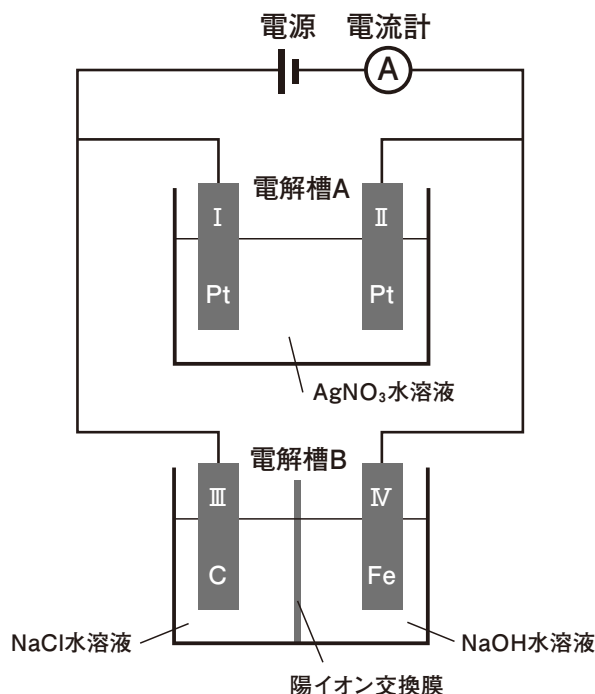 電源 電流計
A
電解槽A
Ⅰ Ⅱ
Pt Pt
AgNO₃水溶液
電解槽B
Ⅲ Ⅳ
C Fe
NaCl水溶液 NaOH水溶液
陽イオン交換膜